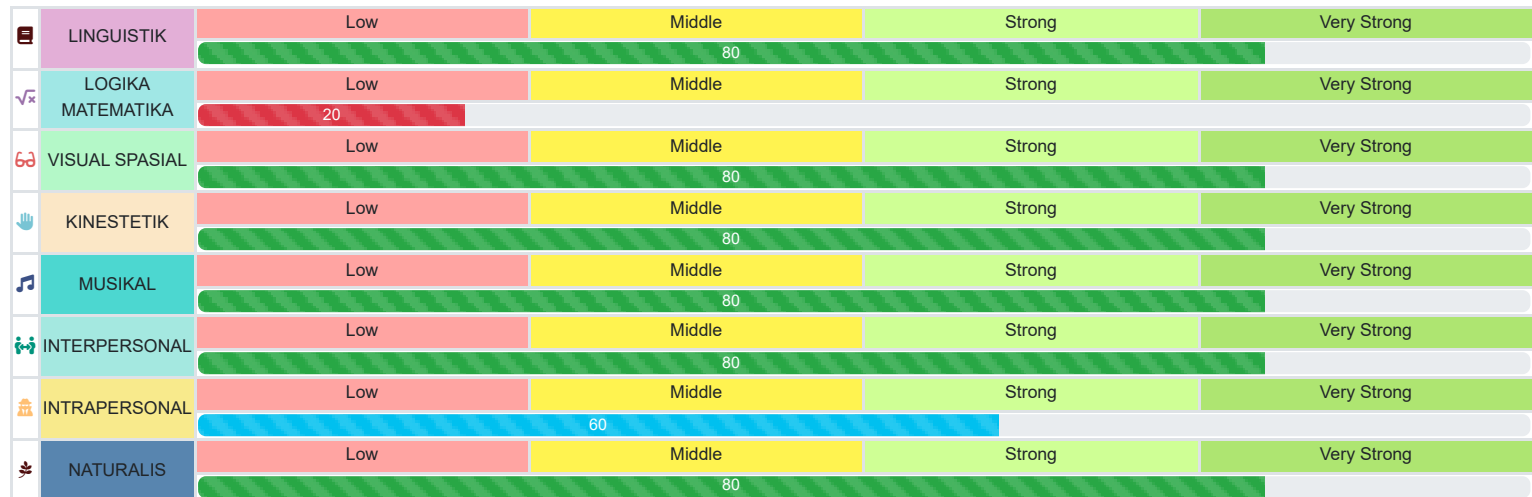 LINGUISTIK
Low Middle Strong Very Strong
80
LOGIKA
MATEMATIKA
Low Middle Strong Very Strong
20
VISUAL SPASIAL
Low Middle Strong Very Strong
80
KINESTETIK
Low Middle Strong Very Strong
80
MUSIKAL
Low Middle Strong Very Strong
80
INTERPERSONAL
Low Middle Strong Very Strong
80
INTRAPERSONAL
Low Middle Strong Very Strong
60
NATURALIS
Low Middle Strong Very Strong
80